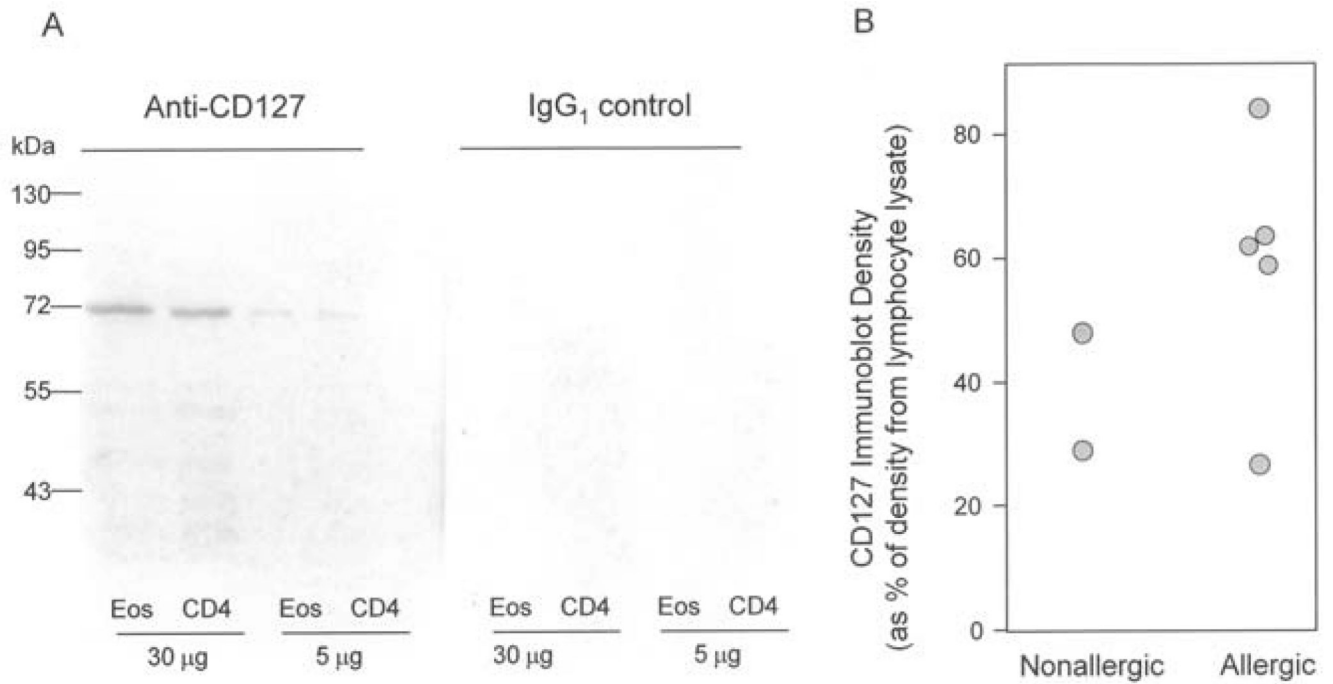 A
Anti-CD127
IgG1 control
kDa
130
95
72
55
43
Eos CD4 Eos CD4 Eos CD4 Eos CD4
30 µg 5 µg 30 µg 5 µg
B
CD127 Immunoblot Density
(as % of density from lymphocyte lysate)
80
60
40
20
0
Nonallergic Allergic